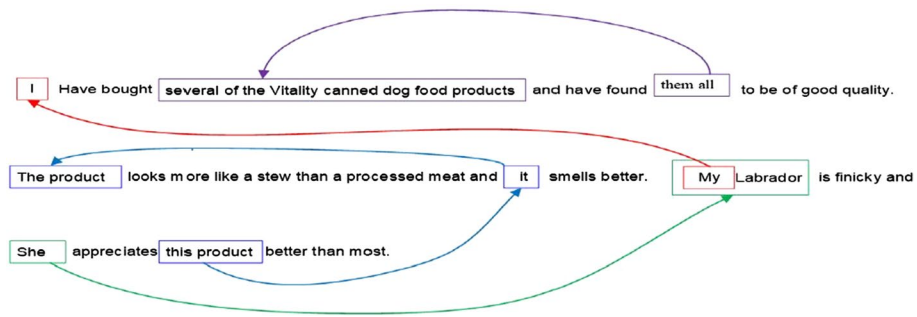 I Have bought several of the Vitality canned dog food products and have found them all to be of good quality.
The product looks more like a stew than a processed meat and it smells better. My Labrador is finicky and
She appreciates this product better than most.